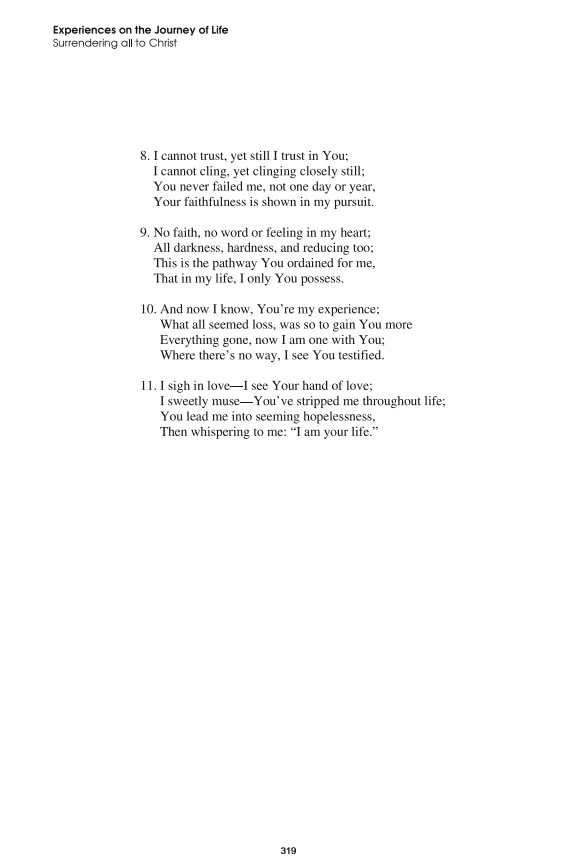 Experiences on the Journey of Life
Surrendering all to Christ
8. I cannot trust, yet still I trust in You;
I cannot cling, yet clinging closely still;
You never failed me, not one day or year,
Your faithfulness is shown in my pursuit.
9. No faith, no word or feeling in my heart;
All darkness, hardness, and reducing too;
This is the pathway You ordained for me,
That in my life, I only You possess.
10. And now I know, You’re my experience;
What all seemed loss, was so to gain You more
Everything gone, now I am one with You;
Where there’s no way, I see You testified.
11. I sigh in love—I see Your hand of love;
I sweetly muse—You’ve stripped me throughout life;
You lead me into seeming hopelessness,
Then whispering to me: “I am your life.”
319